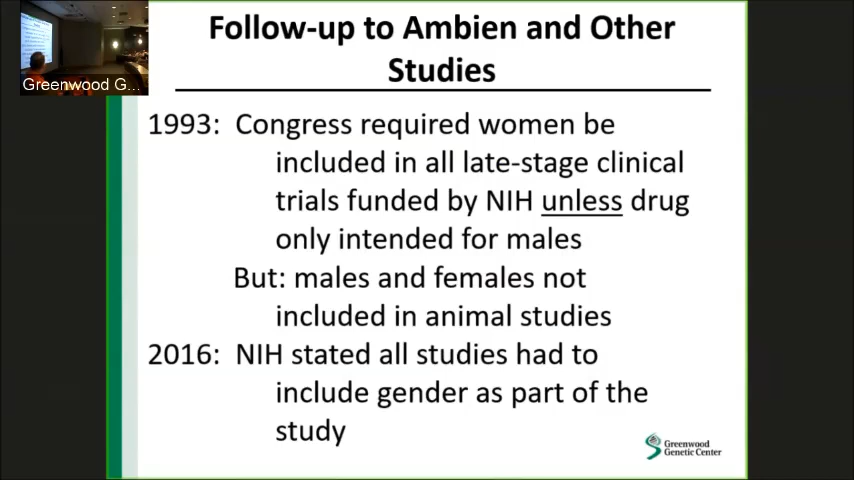 Follow-up to Ambien and Other
Studies
Greenwood G...
1993: Congress required women be
included in all late-stage clinical
trials funded by NIH unless drug
only intended for males
But: males and females not
included in animal studies
2016: NIH stated all studies had to
include gender as part of the
study
Greenwood
Genetic Center